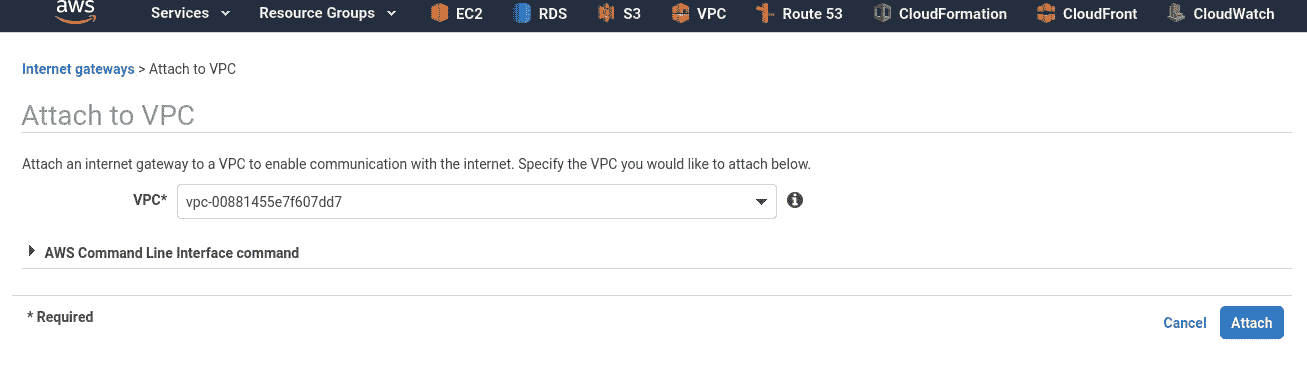 aws Services Resource Groups EC2 RDS S3 VPC Route 53 CloudFormation CloudFront CloudWatch
Internet gateways > Attach to VPC
Attach to VPC
Attach an internet gateway to a VPC to enable communication with the internet. Specify the VPC you would like to attach below.
VPC* vpc-00881455e7f607dd7
AWS Command Line Interface command
* Required Cancel Attach